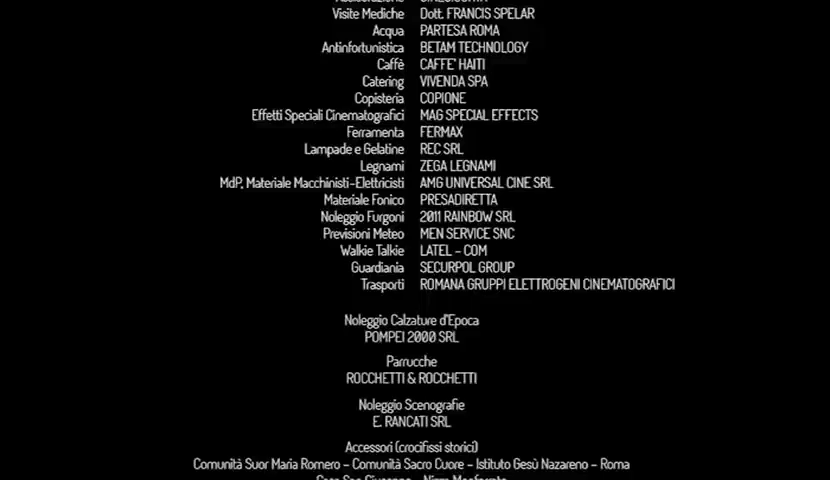 Visite Mediche Dott. FRANCIS SPELAR
Acqua PARTESA ROMA
Antinfortunistica BETAM TECHNOLOGY
Caffè CAFFE' HAITI
Catering VIVENDA SPA
Copisteria COPIONE
Effetti Speciali Cinematografici MAG SPECIAL EFFECTS
Ferramenta FERMAX
Lampade e Gelatine REC SRL
Legnami ZEGA LEGNAMI
MdP, Materiale Macchinisti-Elettricisti AMG UNIVERSAL CINE SRL
Materiale Fonico PRESADIRETTA
Noleggio Furgoni 2011 RAINBOW SRL
Previsioni Meteo MEN SERVICE SNC
Walkie Talkie LATEL – COM
Guardiania SECURPOL GROUP
Trasporti ROMANA GRUPPI ELETTROGENI CINEMATOGRAFICI
Noleggio Calzature d'Epoca
POMPEI 2000 SRL
Parrucche
ROCCHETTI & ROCCHETTI
Noleggio Scenografie
E. RANCATI SRL
Accessori (crocifissi storici)
Comunità Suor Maria Romero – Comunità Sacro Cuore – Istituto Gesù Nazareno – Roma